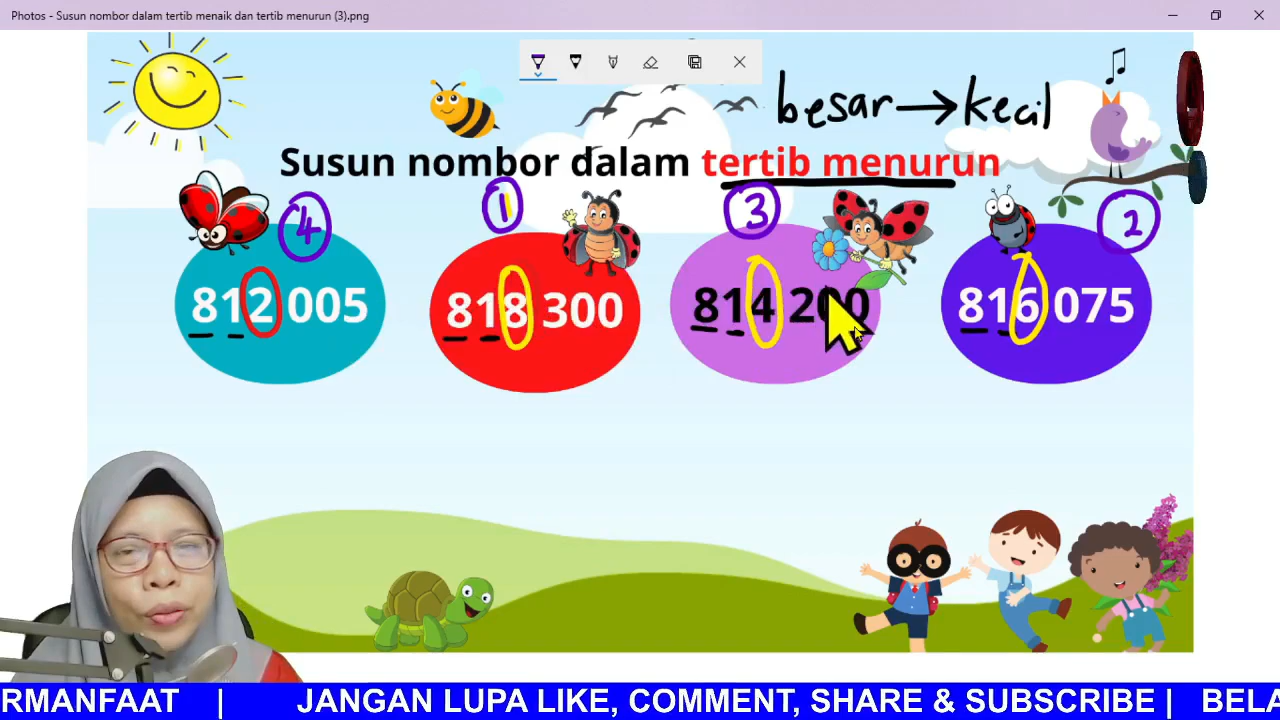 Photos - Susun nombor dalam tertib menaik dan tertib menurun (3).png
besar → kecil
Susun nombor dalam tertib menurun
4 1 3 2
812 005 818 300 814 200 816 075
RMANFAAT | JANGAN LUPA LIKE, COMMENT, SHARE & SUBSCRIBE | BELA